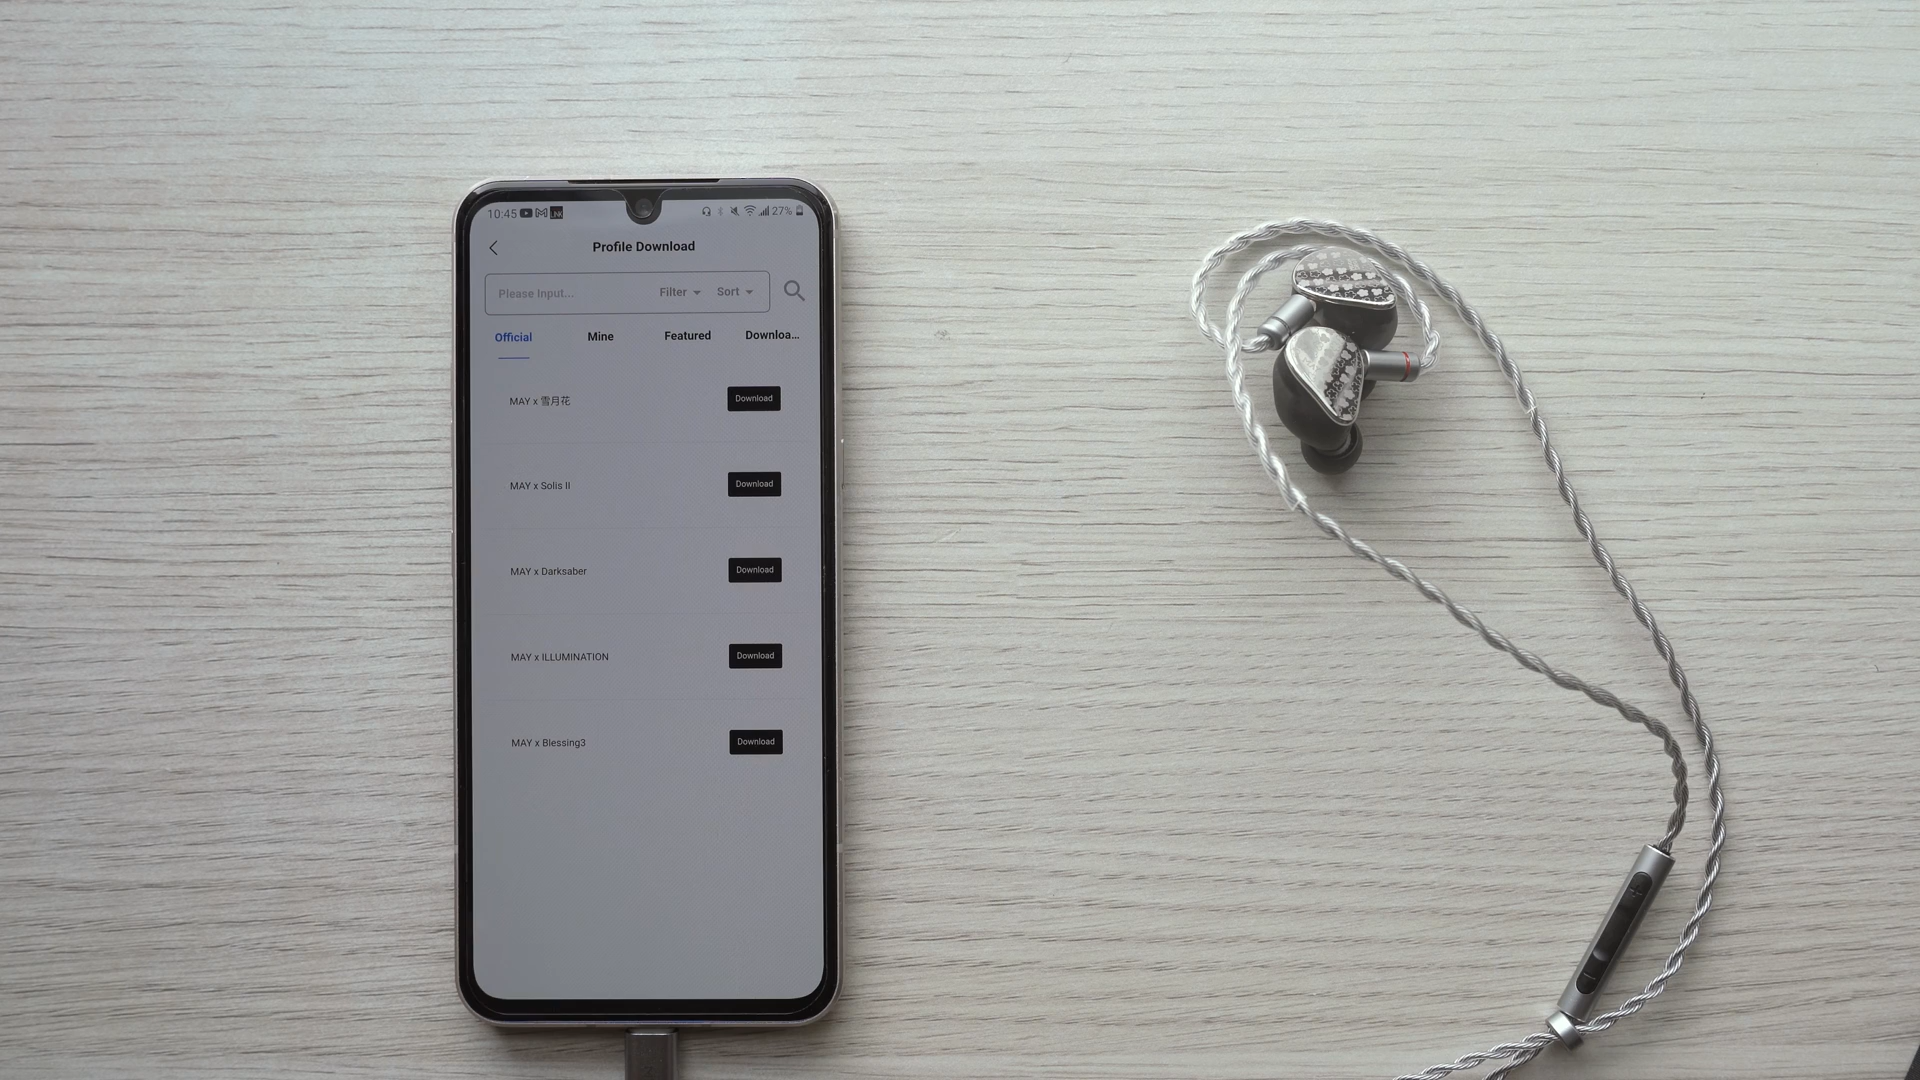 10:45 LINK 27%
Profile Download
Please Input... Filter Sort
Official Mine Featured Downloa...
MAY x 雪月花 Download
MAY x Solis II Download
MAY x Darksaber Download
MAY x ILLUMINATION Download
MAY x Blessing3 Download